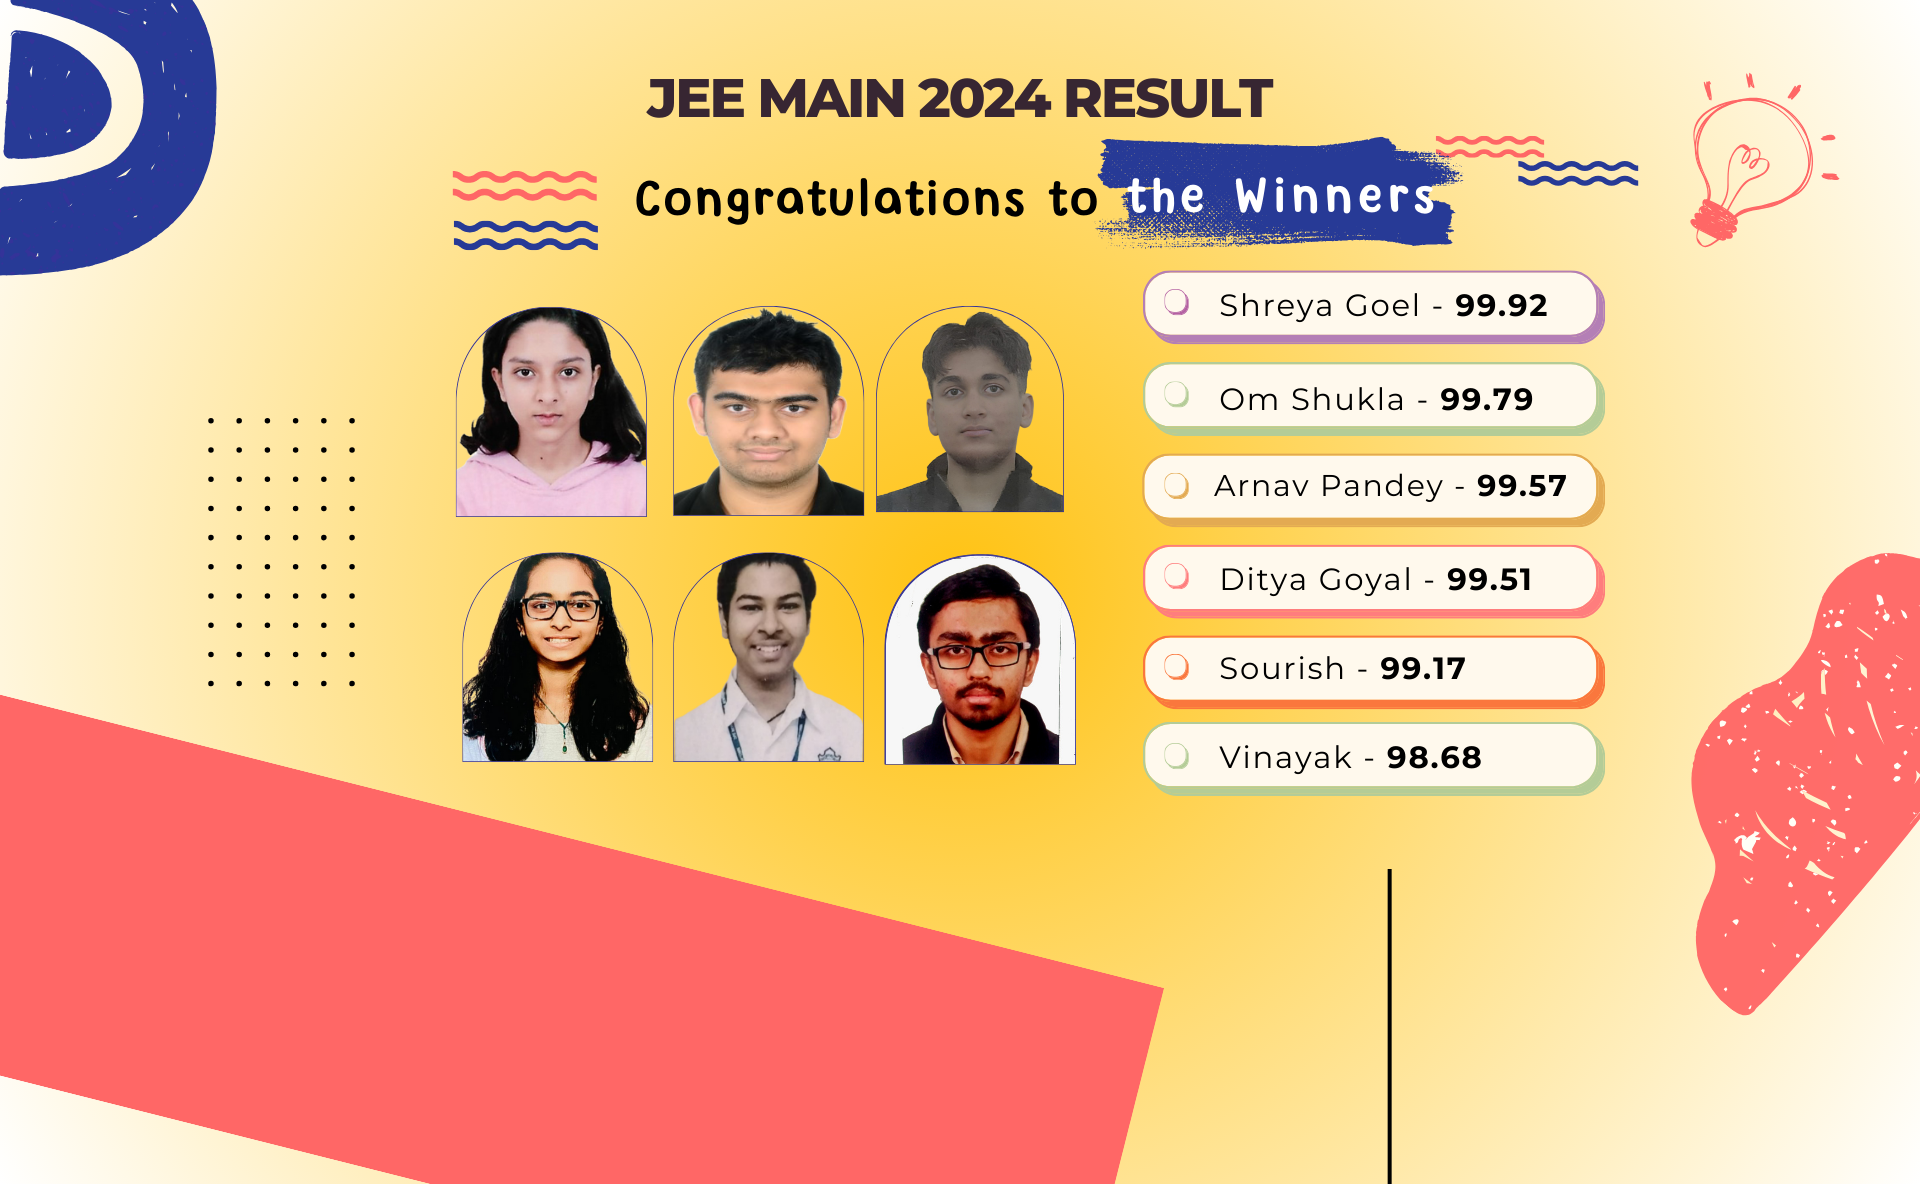 JEE MAIN 2024 RESULT
Congratulations to the Winners
Shreya Goel - 99.92
Om Shukla - 99.79
Arnav Pandey - 99.57
Ditya Goyal - 99.51
Sourish - 99.17
Vinayak - 98.68